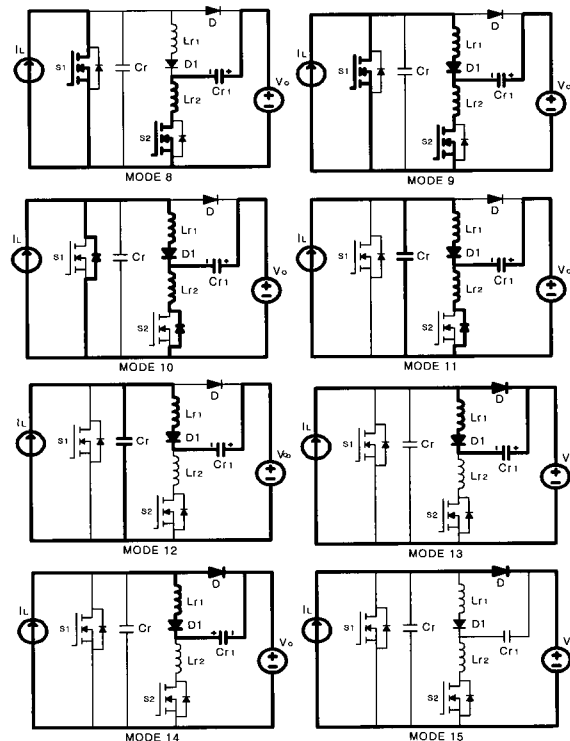 IL S1 Cr D Lr1 D1 Lr2 Cr1 S2 Vo
MODE 8
IL S1 Cr D Lr1 D1 Lr2 Cr1 S2 Vo
MODE 9
IL S1 Cr D Lr1 D1 Lr2 Cr1 S2 Vo
MODE 10
IL S1 Cr D Lr1 D1 Lr2 Cr1 S2 Vo
MODE 11
IL S1 Cr D Lr1 D1 Lr2 Cr1 S2 Vo
MODE 12
IL S1 Cr D Lr1 D1 Lr2 Cr1 S2 V
MODE 13
IL S1 Cr D Lr1 D1 Lr2 Cr1 S2 Vo
MODE 14
IL S1 Cr D Lr1 D1 Lr2 Cr1 S2 V
MODE 15